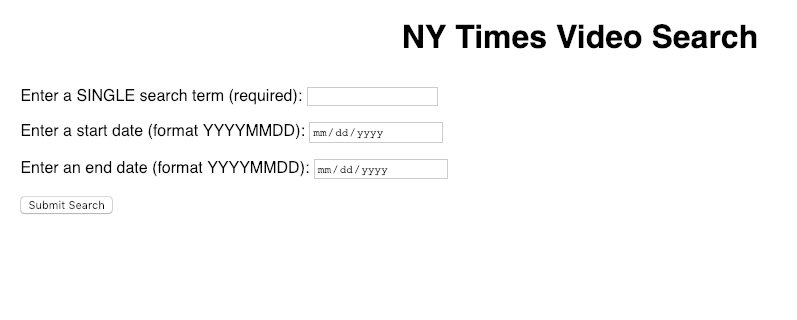 NY Times Video Search
Enter a SINGLE search term (required):
Enter a start date (format YYYYMMDD): mm/dd/yyyy
Enter an end date (format YYYYMMDD): mm/dd/yyyy
Submit Search